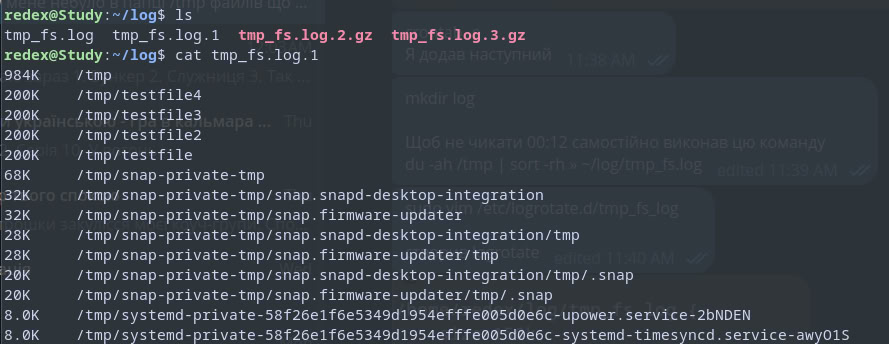 redex@Study:~/log$ ls
tmp_fs.log  tmp_fs.log.1  tmp_fs.log.2.gz  tmp_fs.log.3.gz
redex@Study:~/log$ cat tmp_fs.log.1
984K    /tmp
200K    /tmp/testfile4
200K    /tmp/testfile3
200K    /tmp/testfile2
200K    /tmp/testfile
68K     /tmp/snap-private-tmp
32K     /tmp/snap-private-tmp/snap.snapd-desktop-integration
32K     /tmp/snap-private-tmp/snap.firmware-updater
28K     /tmp/snap-private-tmp/snap.snapd-desktop-integration/tmp
28K     /tmp/snap-private-tmp/snap.firmware-updater/tmp
20K     /tmp/snap-private-tmp/snap.snapd-desktop-integration/tmp/.snap
20K     /tmp/snap-private-tmp/snap.firmware-updater/tmp/.snap
8.0K    /tmp/systemd-private-58f26e1f6e5349d1954efffe005d0e6c-upower.service-2bNDEN
8.0K    /tmp/systemd-private-58f26e1f6e5349d1954efffe005d0e6c-systemd-timesyncd.service-awyO1S
Я додав наступний
11:38 AM
mkdir log
Щоб не чикати 00:12 самостійно виконав цю команду
du -ah /tmp | sort -rh » ~/log/tmp_fs.log
edited 11:39 AM
sudo vim /etc/logrotate.d/tmp_fs_log
edited 11:40 AM
українською - Гра в кальмара ...
Thu